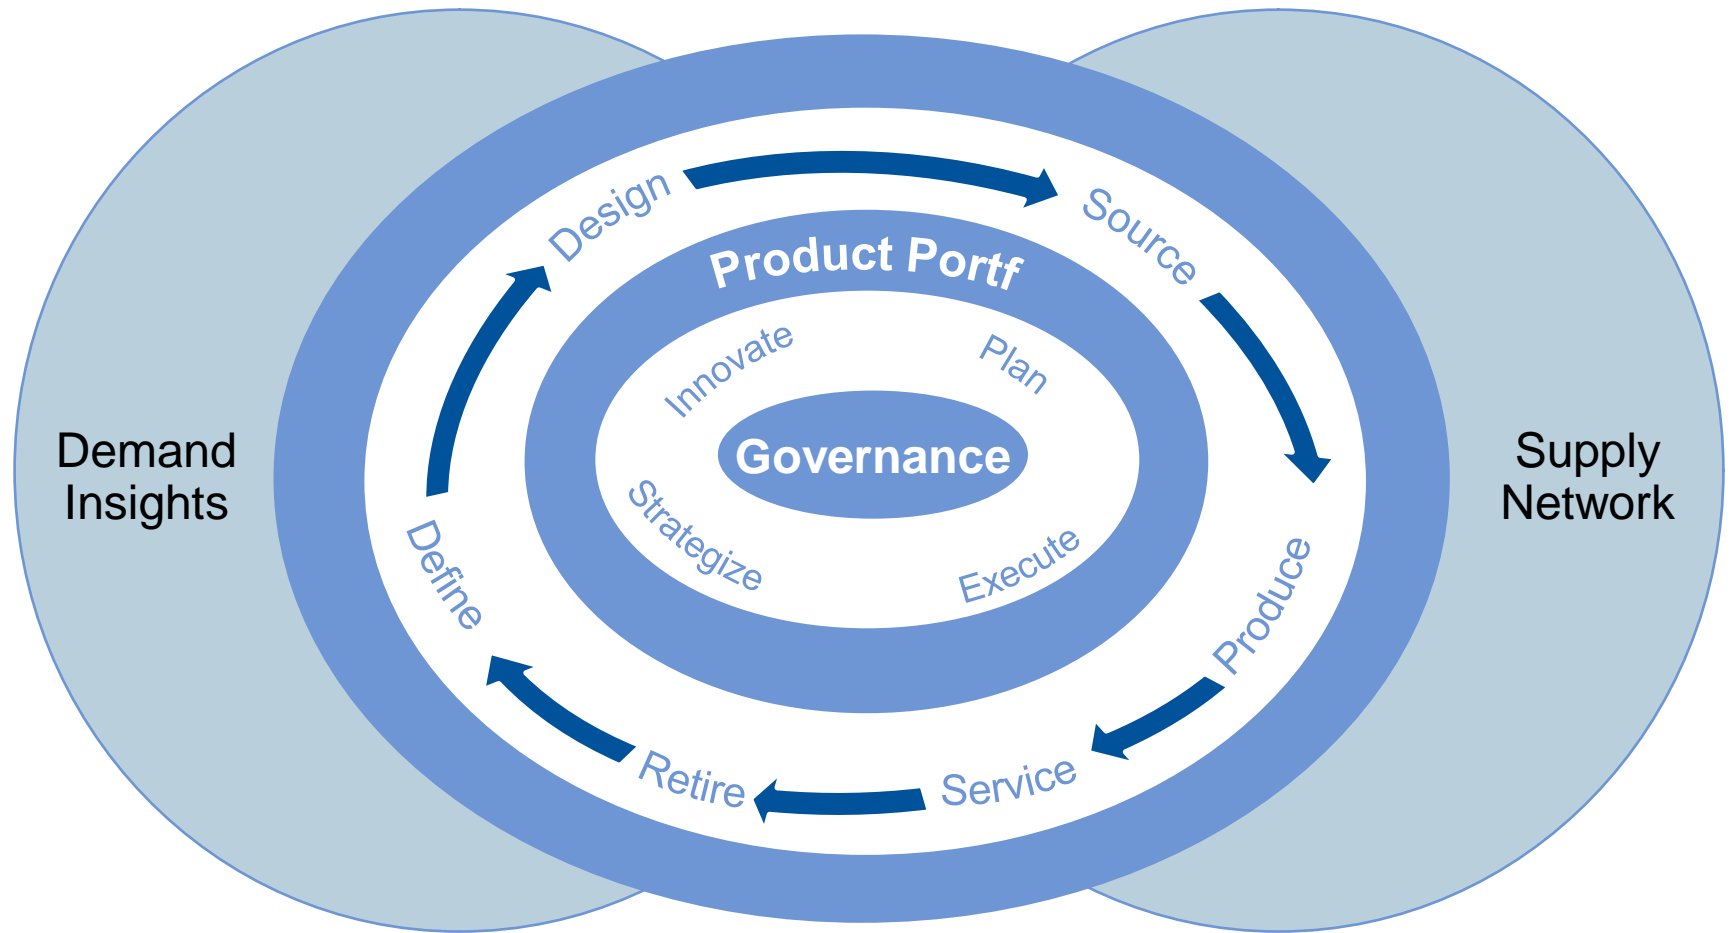 Design
Source
Product Portf
Innovate
Plan
Demand
Insights
Governance
Supply
Network
Strategize
Execute
Define
Produce
Retire
Service